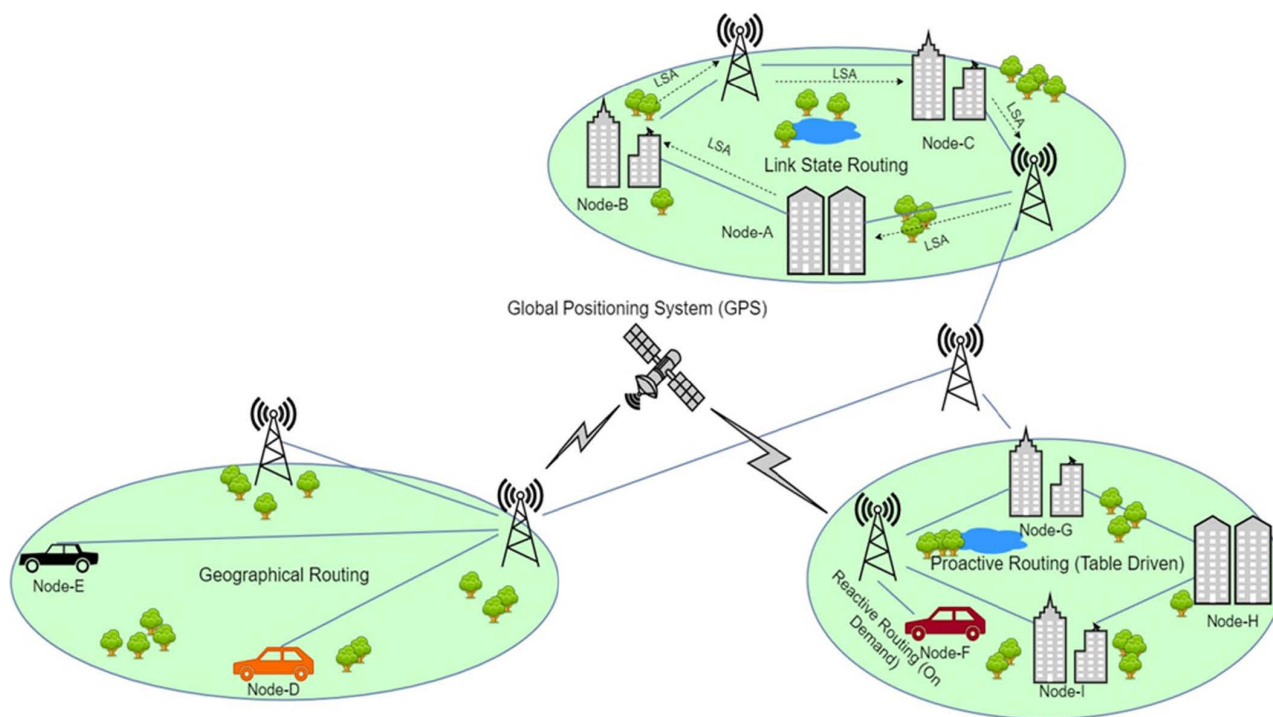 LSA
LSA
LSA
Node-C
LSA
Link State Routing
Node-B
Node-A
LSA
Global Positioning System (GPS)
Node-G
Node-E
Geographical Routing
Proactive Routing (Table Driven)
Reactive Routing (On
Demand)
Node-H
Node-F
Node-D
Node-I